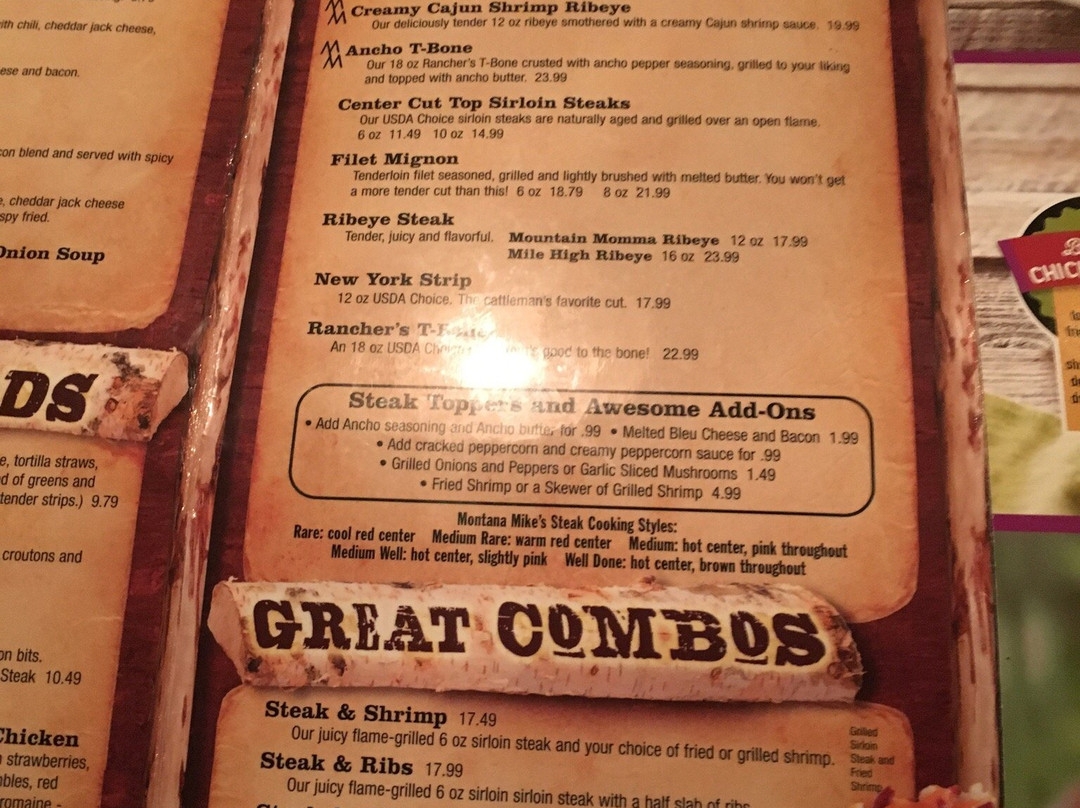 with chili, cheddar jack cheese,
ese and bacon.
con blend and served with spicy
e, cheddar jack cheese
spy fried.
Onion Soup
DS
e, tortilla straws,
d of greens and
tender strips.) 9.79
croutons and
on bits.
Steak 10.49
Chicken
strawberries,
bles, red
romaine -
Creamy Cajun Shrimp Ribeye
Our deliciously tender 12 oz ribeye smothered with a creamy Cajun shrimp sauce. 19.99
Ancho T-Bone
Our 18 oz Rancher's T-Bone crusted with ancho pepper seasoning, grilled to your liking
and topped with ancho butter. 23.99
Center Cut Top Sirloin Steaks
Our USDA Choice sirloin steaks are naturally aged and grilled over an open flame.
6 oz 11.49 10 oz 14.99
Filet Mignon
Tenderloin filet seasoned, grilled and lightly brushed with melted butter. You won't get
a more tender cut than this! 6 oz 18.79 8 oz 21.99
Ribeye Steak
Tender, juicy and flavorful. Mountain Momma Ribeye 12 oz 17.99
Mile High Ribeye 16 oz 23.99
New York Strip
12 oz USDA Choice. The cattleman's favorite cut. 17.99
Rancher's T-Bone
An 18 oz USDA Choice good to the bone! 22.99
Steak Toppers and Awesome Add-Ons
• Add Ancho seasoning and Ancho butter for .99 • Melted Bleu Cheese and Bacon 1.99
• Add cracked peppercorn and creamy peppercorn sauce for .99
• Grilled Onions and Peppers or Garlic Sliced Mushrooms 1.49
• Fried Shrimp or a Skewer of Grilled Shrimp 4.99
Montana Mike's Steak Cooking Styles:
Rare: cool red center Medium Rare: warm red center Medium: hot center, pink throughout
Medium Well: hot center, slightly pink Well Done: hot center, brown throughout
GREAT COMBOS
Steak & Shrimp 17.49
Our juicy flame-grilled 6 oz sirloin steak and your choice of fried or grilled shrimp.
Steak & Ribs 17.99
Our juicy flame-grilled 6 oz sirloin sirloin steak with a half slab of ribs
Grilled
Sirloin
Steak and
Fried
Shrimp
CHIC